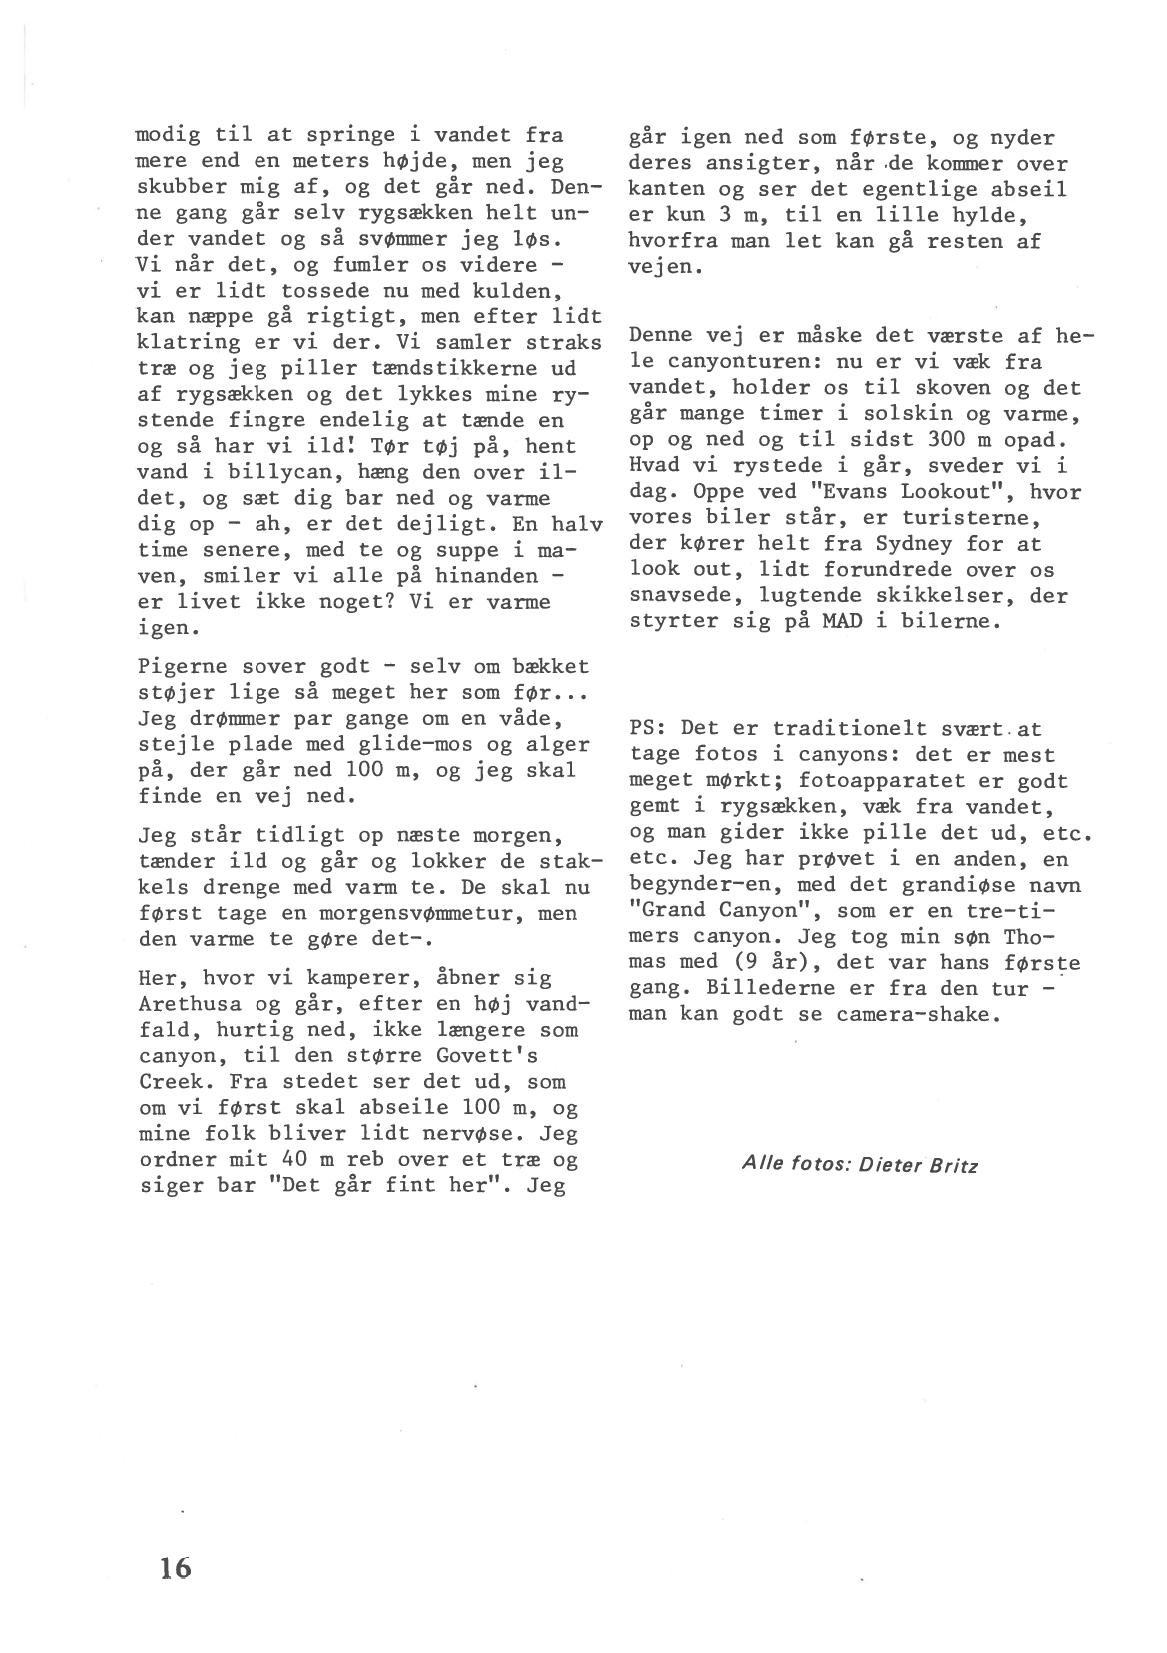 modig til at springe i vandet fra
mere end en meters højde, men jeg
skubber mig af, og det går ned. Den-
ne gang går selv rygsækken helt un-
der vandet og så svømmer jeg løs.
Vi når det, og fumler os videre -
vi er lidt tossede nu med kulden,
kan næppe gå rigtigt, men efter lidt
klatring er vi der. Vi samler straks
træ og jeg piller tændstikkerne ud
af rygsækken og det lykkes mine ry-
stende fingre endelig at tænde en
og så har vi ild! Tør tøj på, hent
vand i billycan, hæng den over il-
det, og sæt dig bar ned og varme
dig op - ah, er det dejligt. En halv
time senere, med te og suppe i ma-
ven, smiler vi alle på hinanden -
er livet ikke noget? Vi er varme
igen.
Pigerne sover godt - selv om bækket
støjer lige så meget her som før...
Jeg drømmer par gange om en våde,
stejle plade med glide-mos og alger
på, der går ned 100 m, og jeg skal
finde en vej ned.
Jeg står tidligt op næste morgen,
tænder ild og går og lokker de stak-
kels drenge med varm te. De skal nu
først tage en morgensvømmetur, men
den varme te gøre det-.
Her, hvor vi kamperer, åbner sig
Arethusa og går, efter en høj vand-
fald, hurtig ned, ikke længere som
canyon, til den større Govett's
Creek. Fra stedet ser det ud, som
om vi først skal abseile 100 m, og
mine folk bliver lidt nervøse. Jeg
ordner mit 40 m reb over et træ og
siger bar "Det går fint her". Jeg
går igen ned som første, og nyder
deres ansigter, når de kommer over
kanten og ser det egentlige abseil
er kun 3 m, til en lille hylde,
hvorfra man let kan gå resten af
vejen.
Denne vej er måske det værste af he-
le canyonturen: nu er vi væk fra
vandet, holder os til skoven og det
går mange timer i solskin og varme,
op og ned og til sidst 300 m opad.
Hvad vi rystede i går, sveder vi i
dag. Oppe ved "Evans Lookout", hvor
vores biler står, er turisterne,
der kører helt fra Sydney for at
look out, lidt forundrede over os
snavsede, lugtende skikkelser, der
styrter sig på MAD i bilerne.
PS: Det er traditionelt svært at
tage fotos i canyons: det er mest
meget mørkt; fotoapparatet er godt
gemt i rygsækken, væk fra vandet,
og man gider ikke pille det ud, etc.
etc. Jeg har prøvet i en anden, en
begynder-en, med det grandiøse navn
"Grand Canyon", som er en tre-ti-
mers canyon. Jeg tog min søn Tho-
mas med (9 år), det var hans første
gang. Billederne er fra den tur -
man kan godt se camera-shake.
Alle fotos: Dieter Britz
16